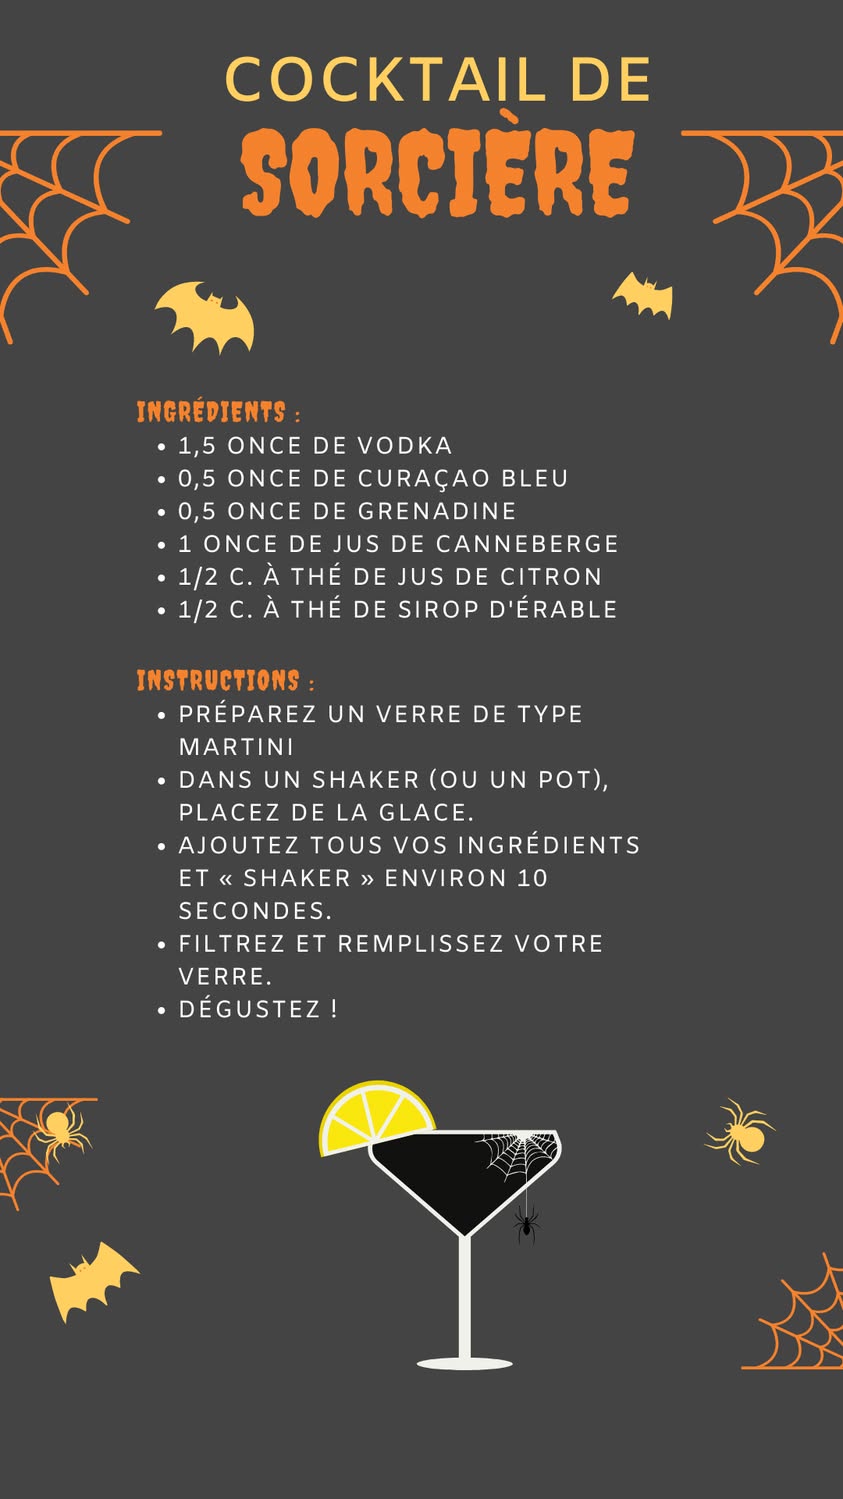 COCKTAIL DE
SORCIÈRE
INGRÉDIENTS :
• 1,5 ONCE DE VODKA
• 0,5 ONCE DE CURAÇAO BLEU
• 0,5 ONCE DE GRENADINE
• 1 ONCE DE JUS DE CANNEBERGE
• 1/2 C. À THÉ DE JUS DE CITRON
• 1/2 C. À THÉ DE SIROP D'ÉRABLE
INSTRUCTIONS :
• PRÉPAREZ UN VERRE DE TYPE
MARTINI
• DANS UN SHAKER (OU UN POT),
PLACEZ DE LA GLACE.
• AJOUTEZ TOUS VOS INGRÉDIENTS
ET « SHAKER » ENVIRON 10
SECONDES.
• FILTREZ ET REMPLISSEZ VOTRE
VERRE.
• DÉGUSTEZ !